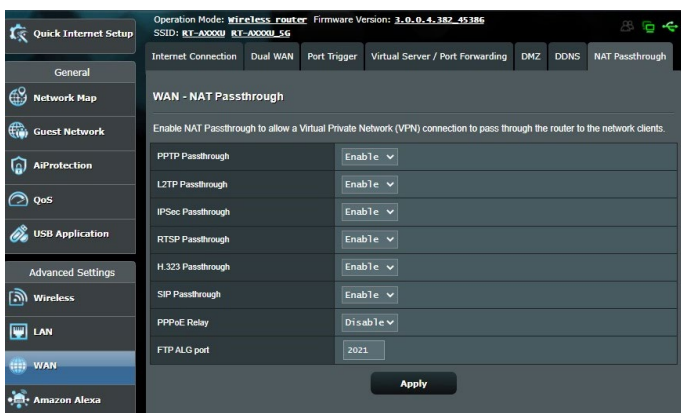 Operation Mode: Wireless router Firmware Version: 3.0.0.4.382_45386
SSID: RT-AXXXU RT-AXXXU_5G
Quick Internet Setup
General
Network Map
Guest Network
AiProtection
QoS
USB Application
Advanced Settings
Wireless
LAN
WAN
Amazon Alexa
Internet Connection Dual WAN Port Trigger Virtual Server / Port Forwarding DMZ DDNS NAT Passthrough
WAN - NAT Passthrough
Enable NAT Passthrough to allow a Virtual Private Network (VPN) connection to pass through the router to the network clients.
PPTP Passthrough Enable
L2TP Passthrough Enable
IPSec Passthrough Enable
RTSP Passthrough Enable
H.323 Passthrough Enable
SIP Passthrough Enable
PPPoE Relay Disable
FTP ALG port 2021
Apply